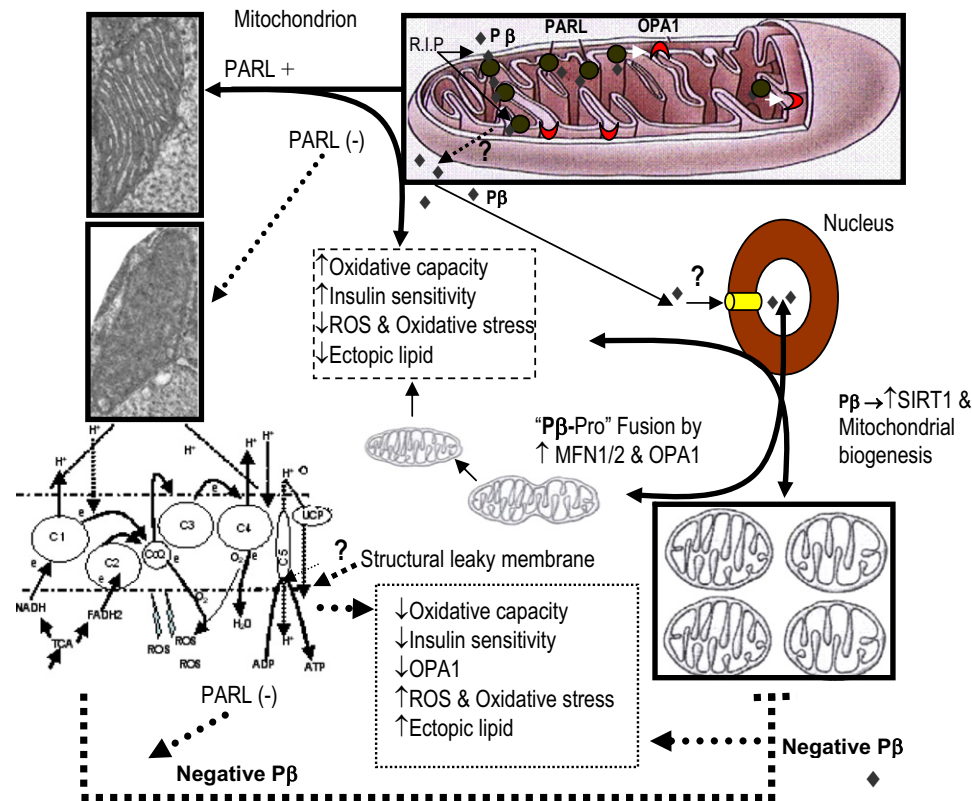 Mitochondrion
PARL +
PARL (-)
R.I.P
P β
PARL
OPA1
?
Pβ
Nucleus
?
↑Oxidative capacity
↑Insulin sensitivity
↓ROS & Oxidative stress
↓Ectopic lipid
“Pβ-Pro” Fusion by
↑ MFN1/2 & OPA1
Pβ→↑SIRT1 &
Mitochondrial
biogenesis
H⁺
H⁺
H⁺
H⁺
H⁺
H⁺
O
UCP
C1
e
C2
e
CoQ
e
C3
e
C4
e
C5
e
O₂
O₂
NADH
FADH2
TCA
ROS
ROS
ROS
H₂O
ADP
H⁺
ATP
?
Structural leaky membrane
↓Oxidative capacity
↓Insulin sensitivity
↓OPA1
↑ROS & Oxidative stress
↑Ectopic lipid
PARL (-)
Negative Pβ
Negative Pβ